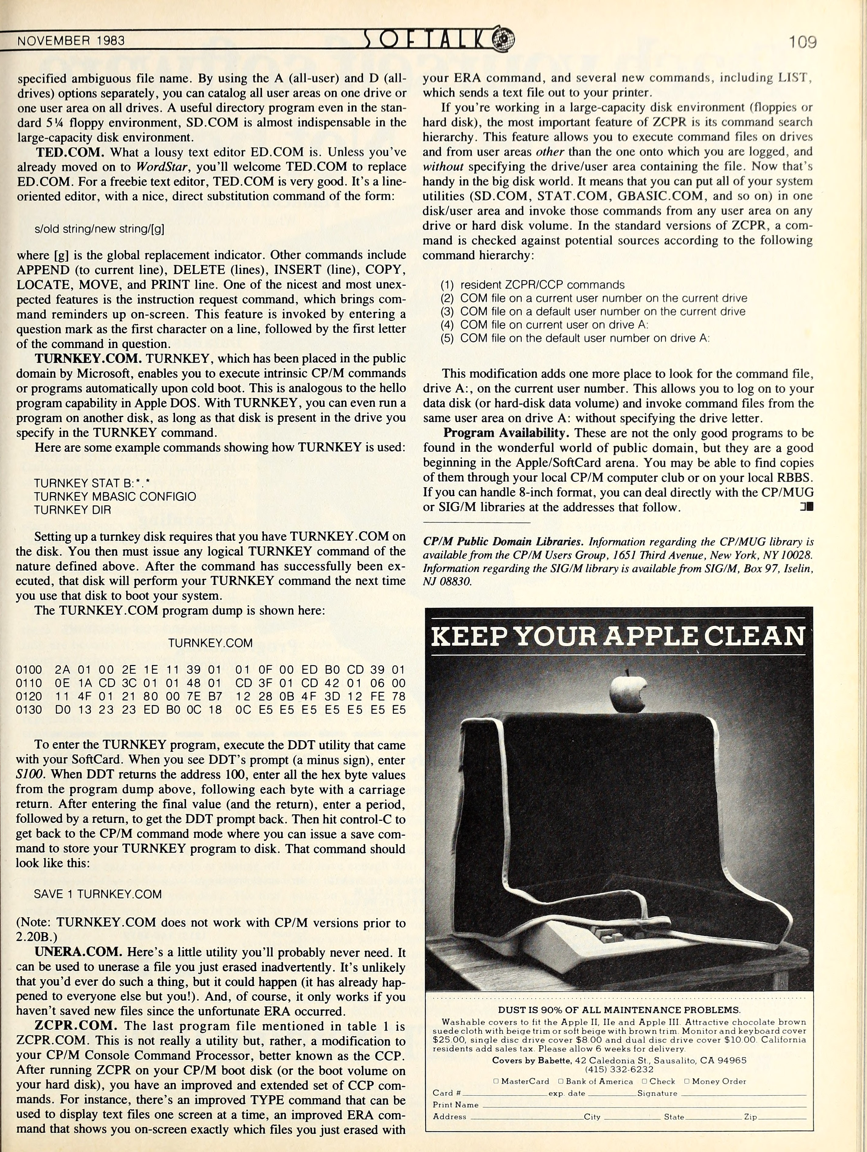 NOVEMBER 1983
SOFTALK
109
specified ambiguous file name. By using the A (all-user) and D (all-
drives) options separately, you can catalog all user areas on one drive or
one user area on all drives. A useful directory program even in the stan-
dard 5¼ floppy environment, SD.COM is almost indispensable in the
large-capacity disk environment.
TED.COM. What a lousy text editor ED.COM is. Unless you've
already moved on to WordStar, you'll welcome TED.COM to replace
ED.COM. For a freebie text editor, TED.COM is very good. It's a line-
oriented editor, with a nice, direct substitution command of the form:
s/old string/new string/[g]
where [g] is the global replacement indicator. Other commands include
APPEND (to current line), DELETE (lines), INSERT (line), COPY,
LOCATE, MOVE, and PRINT line. One of the nicest and most unex-
pected features is the instruction request command, which brings com-
mand reminders up on-screen. This feature is invoked by entering a
question mark as the first character on a line, followed by the first letter
of the command in question.
TURNKEY.COM. TURNKEY, which has been placed in the public
domain by Microsoft, enables you to execute intrinsic CP/M commands
or programs automatically upon cold boot. This is analogous to the hello
program capability in Apple DOS. With TURNKEY, you can even run a
program on another disk, as long as that disk is present in the drive you
specify in the TURNKEY command.
Here are some example commands showing how TURNKEY is used:
TURNKEY STAT B:*.*
TURNKEY MBASIC CONFIGIO
TURNKEY DIR
Setting up a turnkey disk requires that you have TURNKEY.COM on
the disk. You then must issue any logical TURNKEY command of the
nature defined above. After the command has successfully been ex-
ecuted, that disk will perform your TURNKEY command the next time
you use that disk to boot your system.
The TURNKEY.COM program dump is shown here:
TURNKEY.COM
0100 2A 01 00 2E 1E 11 39 01 01 0F 00 ED B0 CD 39 01
0110 0E 1A CD 3C 01 01 48 01 CD 3F 01 CD 42 01 06 00
0120 11 4F 01 21 80 00 7E B7 12 28 0B 4F 3D 12 FE 78
0130 D0 13 23 23 ED B0 0C 18 0C E5 E5 E5 E5 E5 E5 E5
To enter the TURNKEY program, execute the DDT utility that came
with your SoftCard. When you see DDT's prompt (a minus sign), enter
S100. When DDT returns the address 100, enter all the hex byte values
from the program dump above, following each byte with a carriage
return. After entering the final value (and the return), enter a period,
followed by a return, to get the DDT prompt back. Then hit control-C to
get back to the CP/M command mode where you can issue a save com-
mand to store your TURNKEY program to disk. That command should
look like this:
SAVE 1 TURNKEY.COM
(Note: TURNKEY.COM does not work with CP/M versions prior to
2.20B.)
UNERA.COM. Here's a little utility you'll probably never need. It
can be used to unerase a file you just erased inadvertently. It's unlikely
that you'd ever do such a thing, but it could happen (it has already hap-
pened to everyone else but you!). And, of course, it only works if you
haven't saved new files since the unfortunate ERA occurred.
ZCPR.COM. The last program file mentioned in table 1 is
ZCPR.COM. This is not really a utility but, rather, a modification to
your CP/M Console Command Processor, better known as the CCP.
After running ZCPR on your CP/M boot disk (or the boot volume on
your hard disk), you have an improved and extended set of CCP com-
mands. For instance, there's an improved TYPE command that can be
used to display text files one screen at a time, an improved ERA com-
mand that shows you on-screen exactly which files you just erased with
your ERA command, and several new commands, including LIST,
which sends a text file out to your printer.
If you're working in a large-capacity disk environment (floppies or
hard disk), the most important feature of ZCPR is its command search
hierarchy. This feature allows you to execute command files on drives
and from user areas other than the one onto which you are logged, and
without specifying the drive/user area containing the file. Now that's
handy in the big disk world. It means that you can put all of your system
utilities (SD.COM, STAT.COM, GBASIC.COM, and so on) in one
disk/user area and invoke those commands from any user area on any
drive or hard disk volume. In the standard versions of ZCPR, a com-
mand is checked against potential sources according to the following
command hierarchy:
(1) resident ZCPR/CCP commands
(2) COM file on a current user number on the current drive
(3) COM file on a default user number on the current drive
(4) COM file on current user on drive A:
(5) COM file on the default user number on drive A:
This modification adds one more place to look for the command file,
drive A:, on the current user number. This allows you to log on to your
data disk (or hard-disk data volume) and invoke command files from the
same user area on drive A: without specifying the drive letter.
Program Availability. These are not the only good programs to be
found in the wonderful world of public domain, but they are a good
beginning in the Apple/SoftCard arena. You may be able to find copies
of them through your local CP/M computer club or on your local RBBS.
If you can handle 8-inch format, you can deal directly with the CP/MUG
or SIG/M libraries at the addresses that follow.
CP/M Public Domain Libraries. Information regarding the CP/MUG library is
available from the CP/M Users Group, 1651 Third Avenue, New York, NY 10028.
Information regarding the SIG/M library is available from SIG/M, Box 97, Iselin,
NJ 08830.
KEEP YOUR APPLE CLEAN
DUST IS 90% OF ALL MAINTENANCE PROBLEMS.
Washable covers to fit the Apple II, IIe and Apple III. Attractive chocolate brown
suede cloth with beige trim or soft beige with brown trim. Monitor and keyboard cover
$25.00, single disc drive cover $8.00 and dual disc drive cover $10.00. California
residents add sales tax. Please allow 6 weeks for delivery.
Covers by Babette, 42 Caledonia St., Sausalito, CA 94965
(415) 332-6232
□ MasterCard □ Bank of America □ Check □ Money Order
Card # exp. date Signature
Print Name
Address City State Zip